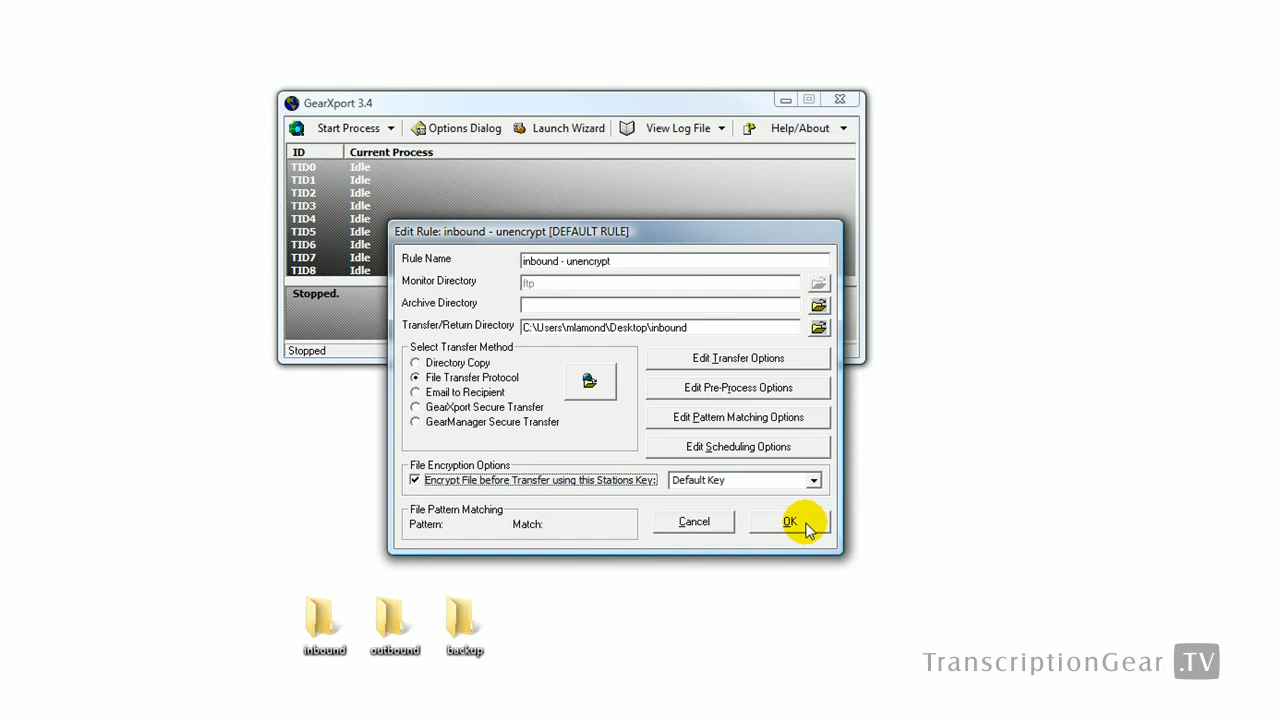 GearXport 3.4
Start Process Options Dialog Launch Wizard View Log File Help/About
ID Current Process
TID0 Idle
TID1 Idle
TID2 Idle
TID3 Idle
TID4 Idle
TID5 Idle
TID6 Idle
TID7 Idle
TID8 Idle
Stopped.
Stopped
Edit Rule: inbound - unencrypt [DEFAULT RULE]
Rule Name inbound - unencrypt
Monitor Directory ftp
Archive Directory
Transfer/Return Directory C:\Users\mlamond\Desktop\inbound
Select Transfer Method
Directory Copy
File Transfer Protocol
Email to Recipient
GearXport Secure Transfer
GearManager Secure Transfer
Edit Transfer Options
Edit Pre-Process Options
Edit Pattern Matching Options
Edit Scheduling Options
File Encryption Options
Encrypt File before Transfer using this Stations Key: Default Key
File Pattern Matching
Pattern: Match:
Cancel OK
inbound outbound backup
TranscriptionGear .TV